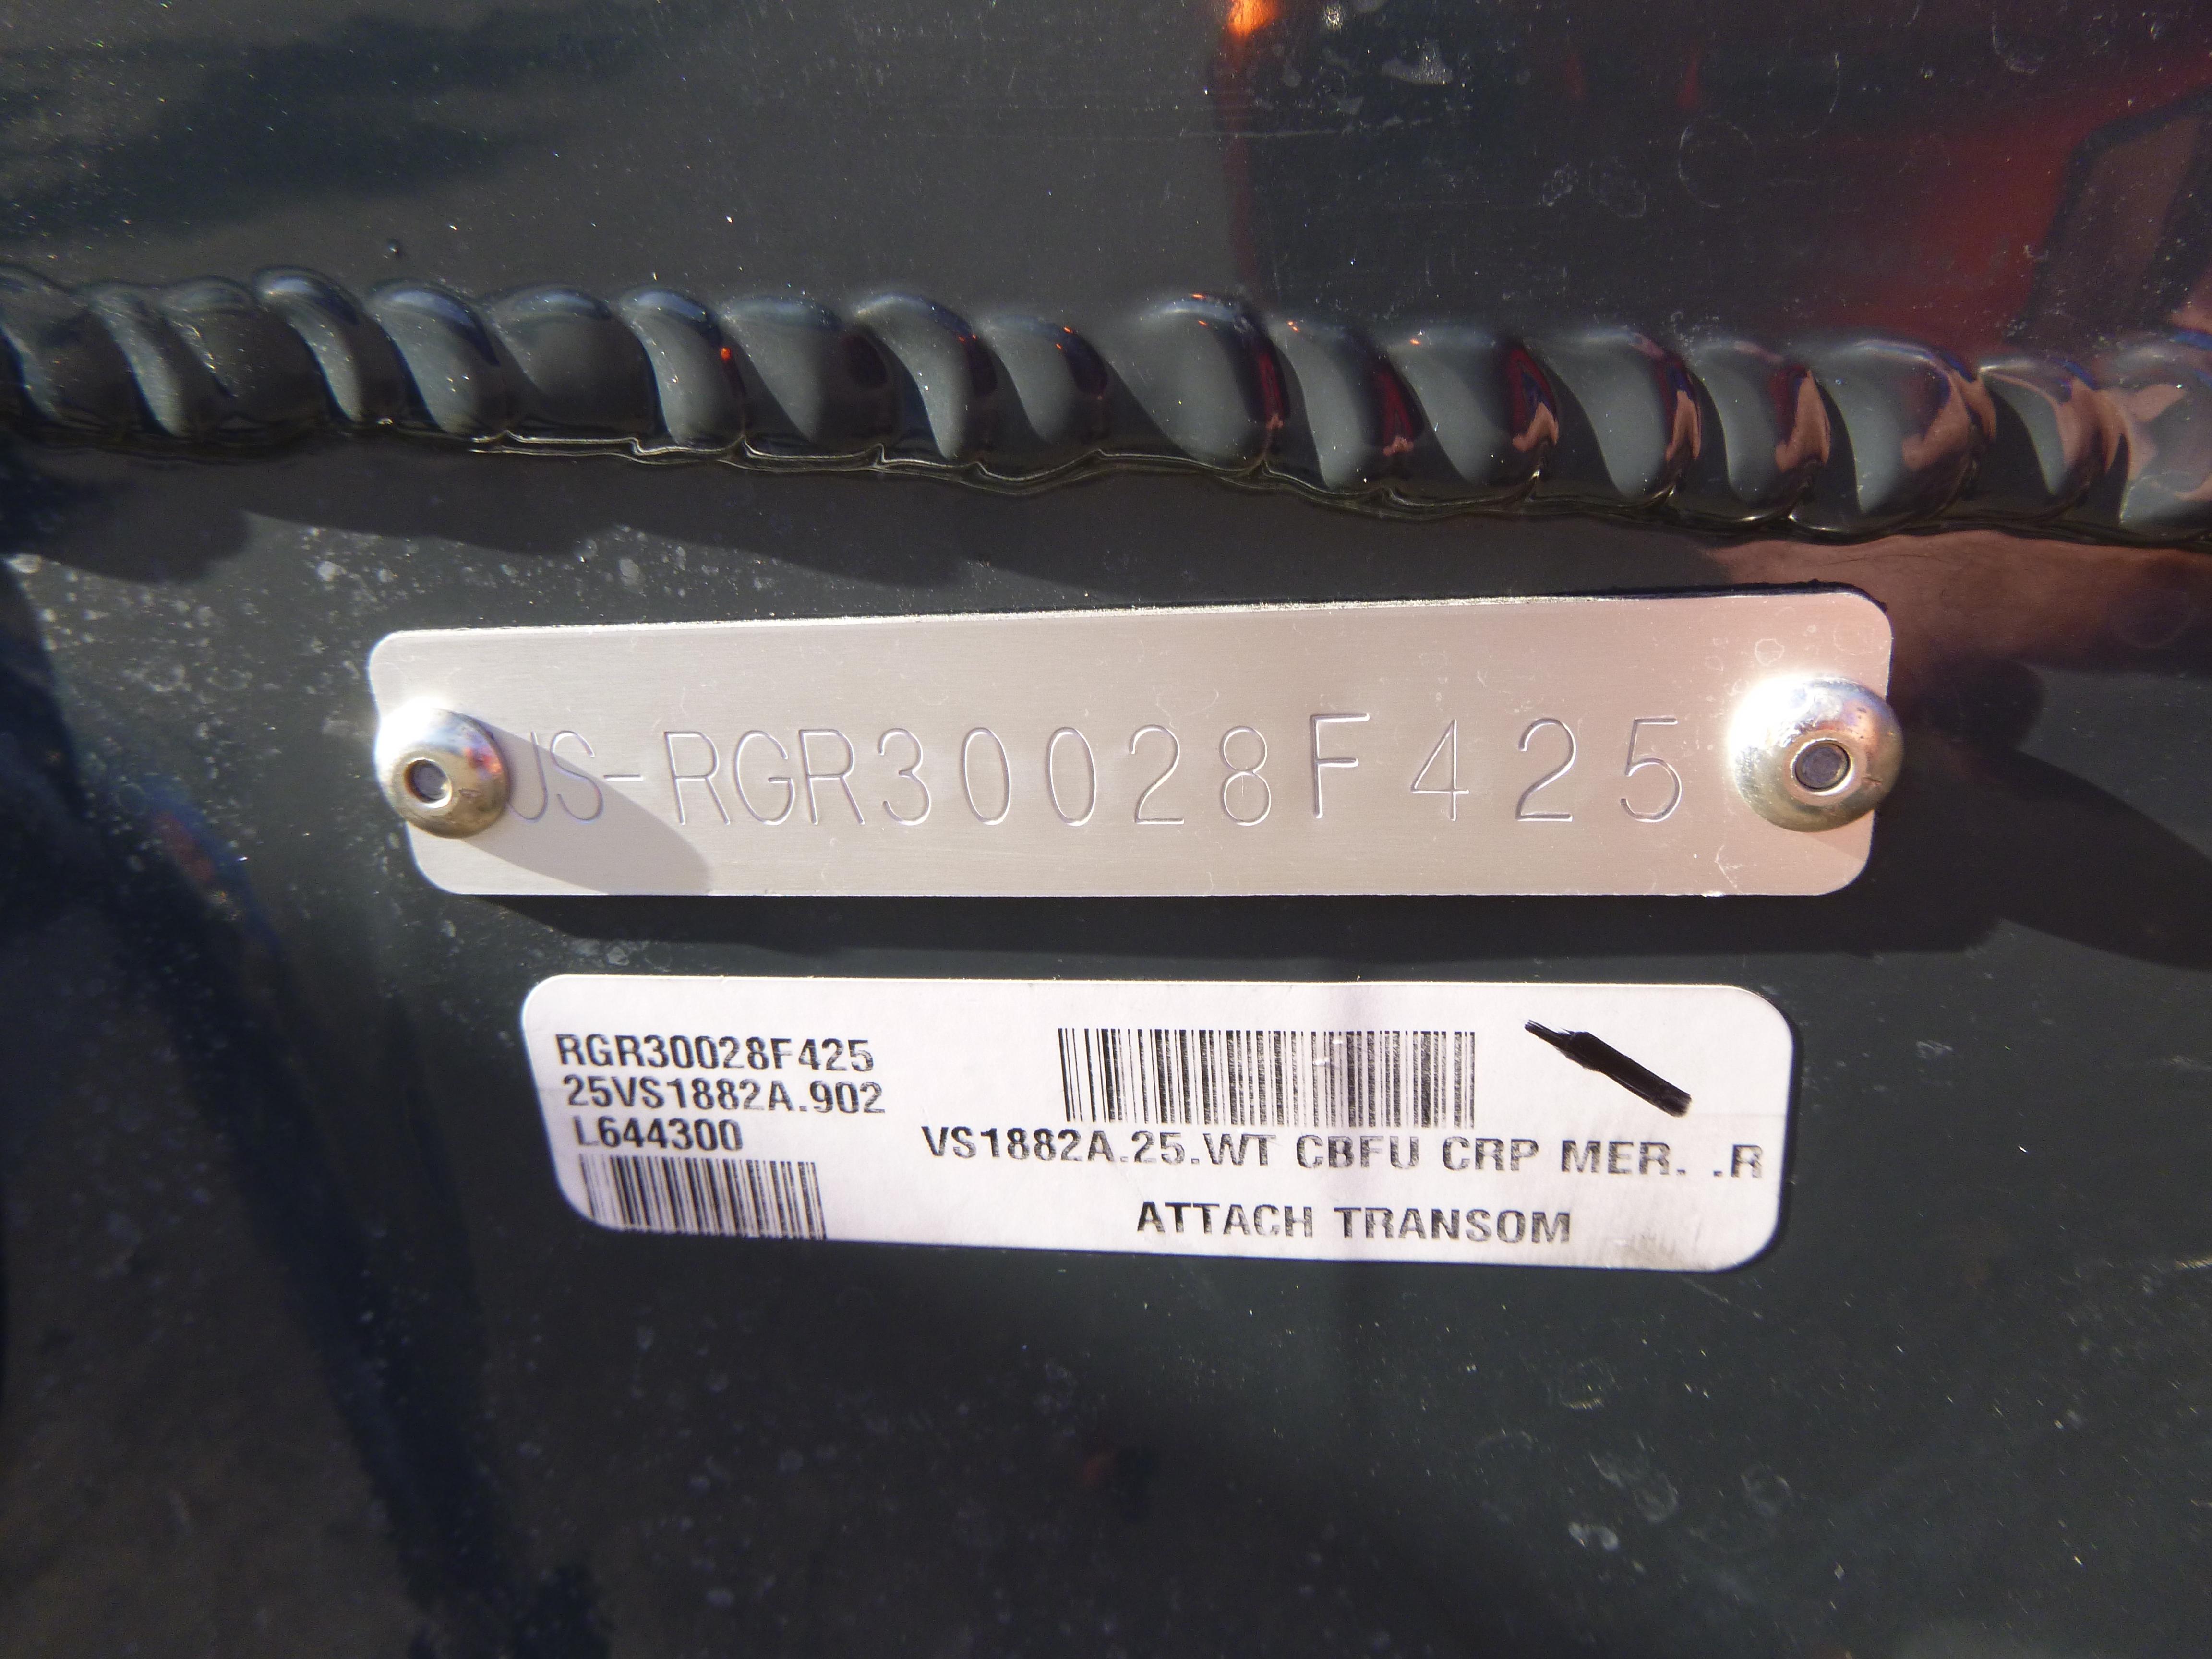 US-RGR30028F425
RGR30028F425
25VS1882A.902
L644300
VS1882A.25.WT CBFU CRP MER. .R
ATTACH TRANSOM